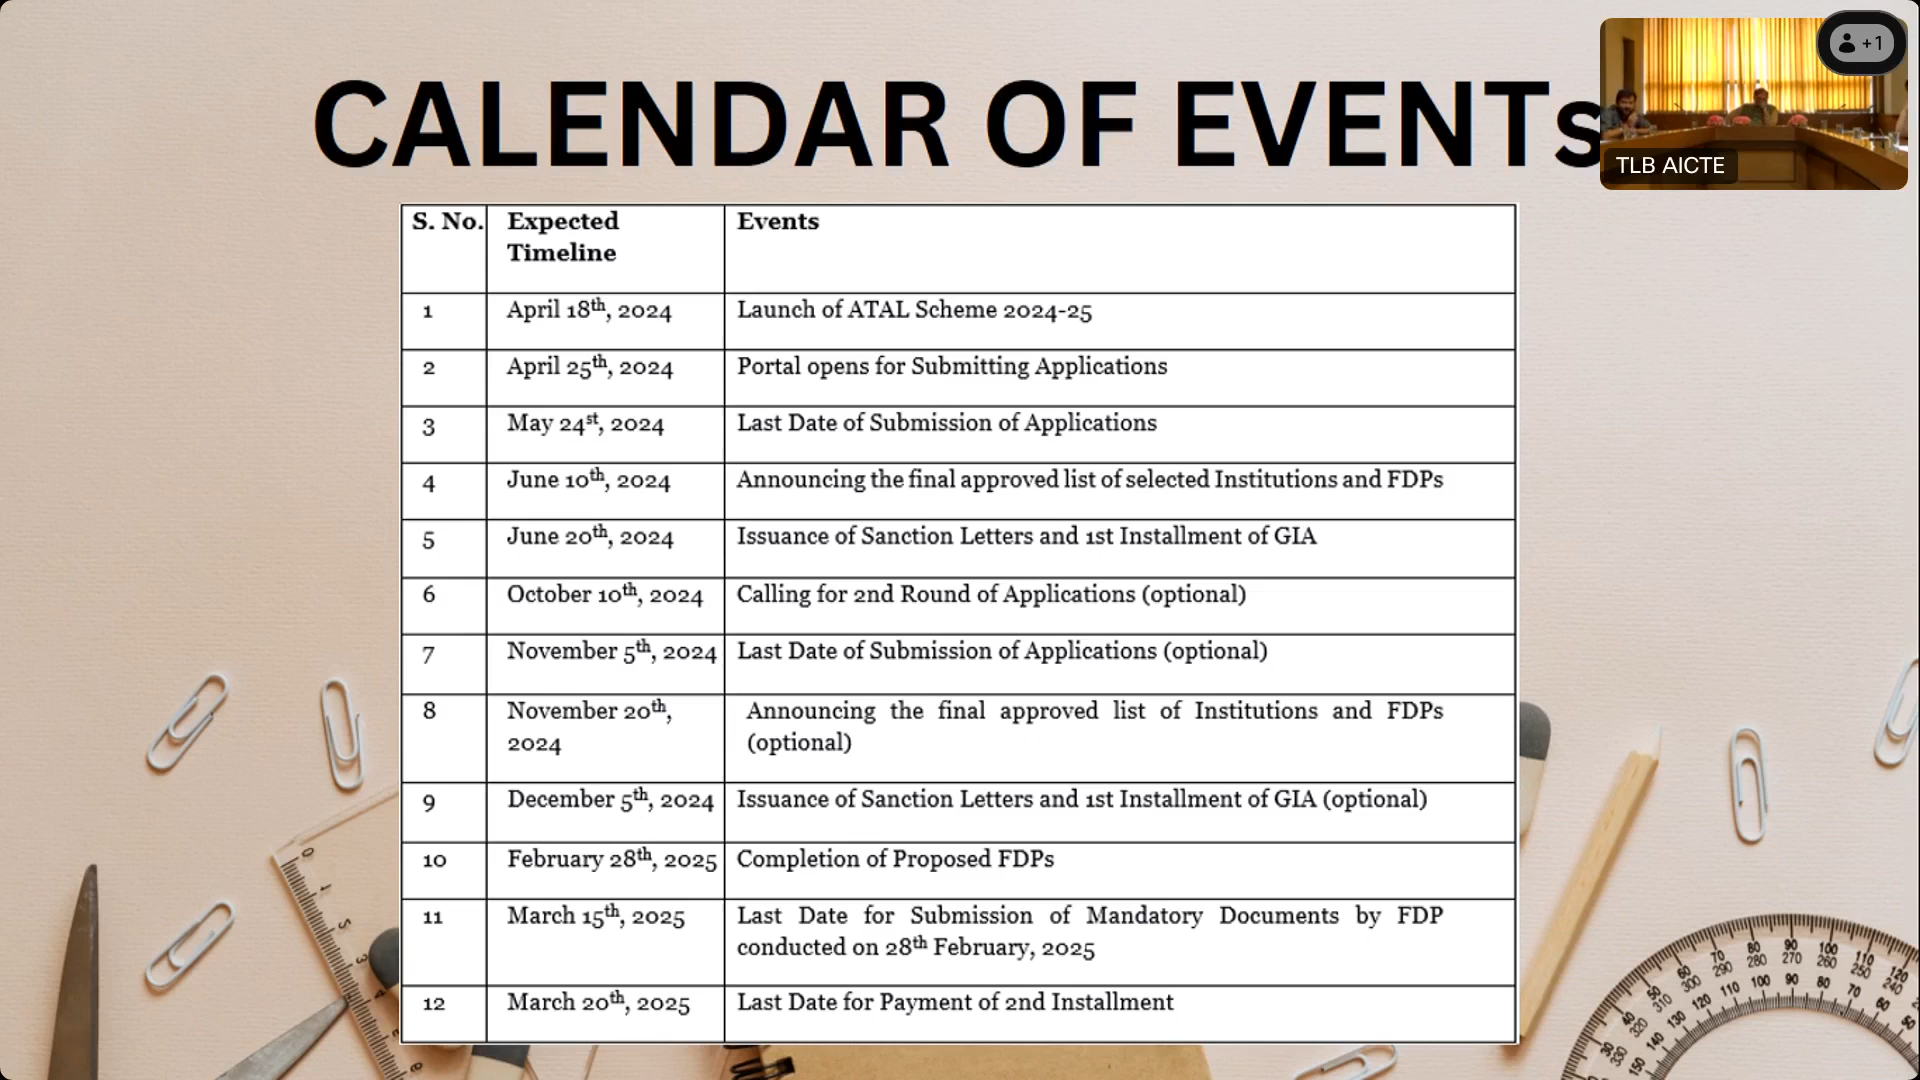 CALENDAR OF EVENTs
+1
TLB AICTE
S. No. Expected Timeline Events
1 April 18th, 2024 Launch of ATAL Scheme 2024-25
2 April 25th, 2024 Portal opens for Submitting Applications
3 May 24st, 2024 Last Date of Submission of Applications
4 June 10th, 2024 Announcing the final approved list of selected Institutions and FDPs
5 June 20th, 2024 Issuance of Sanction Letters and 1st Installment of GIA
6 October 10th, 2024 Calling for 2nd Round of Applications (optional)
7 November 5th, 2024 Last Date of Submission of Applications (optional)
8 November 20th, 2024 Announcing the final approved list of Institutions and FDPs (optional)
9 December 5th, 2024 Issuance of Sanction Letters and 1st Installment of GIA (optional)
10 February 28th, 2025 Completion of Proposed FDPs
11 March 15th, 2025 Last Date for Submission of Mandatory Documents by FDP conducted on 28th February, 2025
12 March 20th, 2025 Last Date for Payment of 2nd Installment